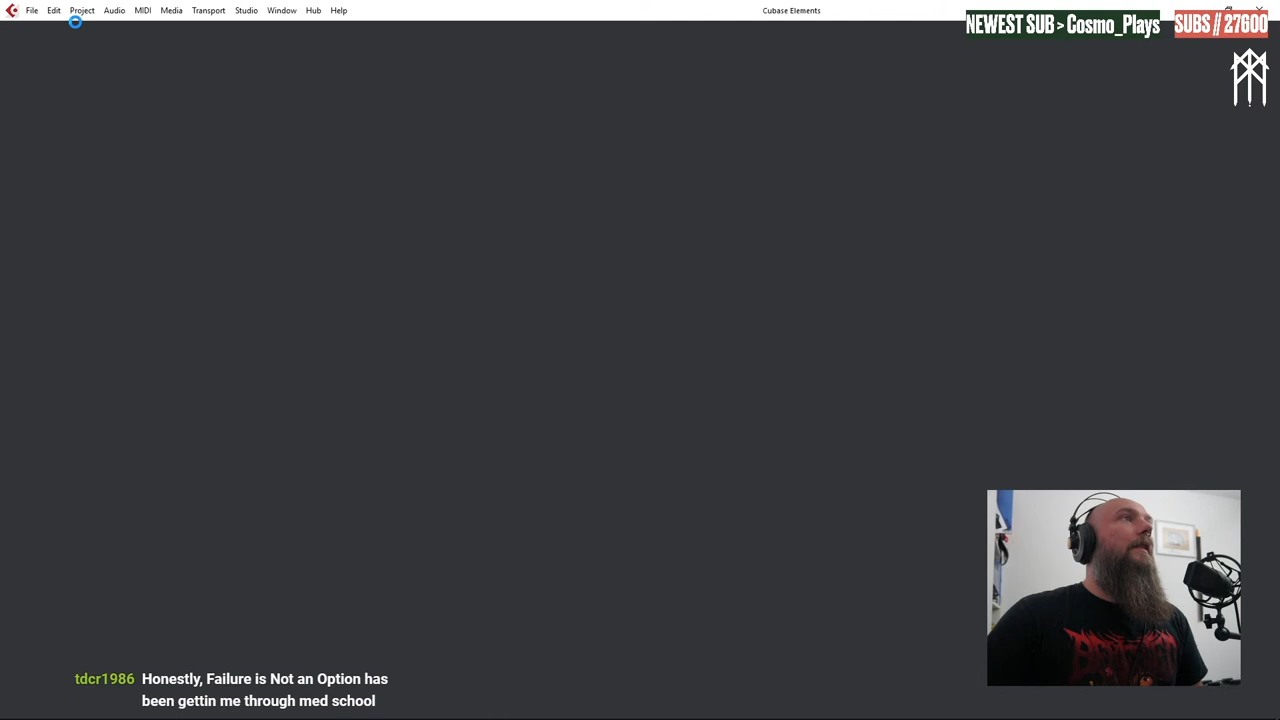 File Edit Project Audio MIDI Media Transport Studio Window Hub Help
Cubase Elements
NEWEST SUB > Cosmo_Plays
SUBS // 27600
tdcr1986 Honestly, Failure is Not an Option has
been gettin me through med school